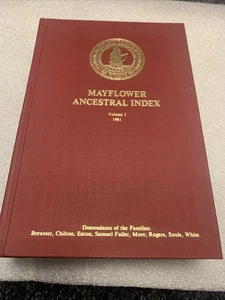 MAYFLOWER
ANCESTRAL INDEX
Volume I
1981
Descendants of the Families:
Brewster, Chilton, Eaton, Samuel Fuller, More, Rogers, Soule, White